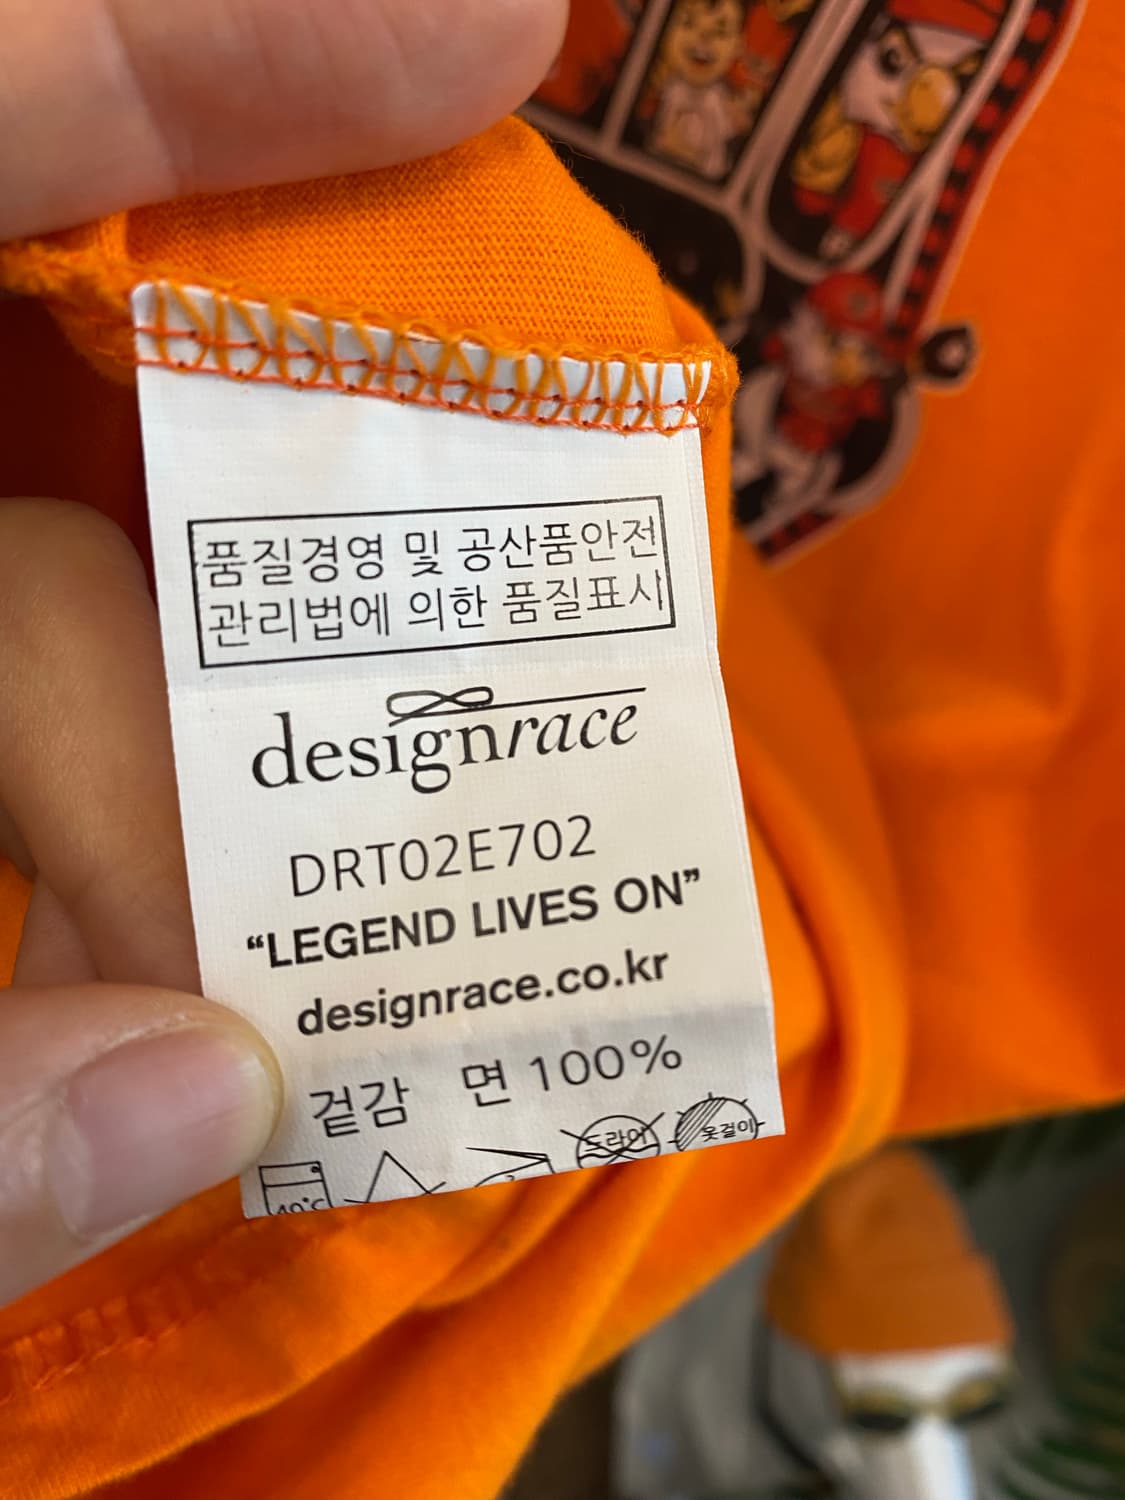 품질경영 및 공산품안전
관리법에 의한 품질표시
designrace
DRT02E702
“LEGEND LIVES ON”
designrace.co.kr
겉감 면 100%
드라이 옷걸이
40°C